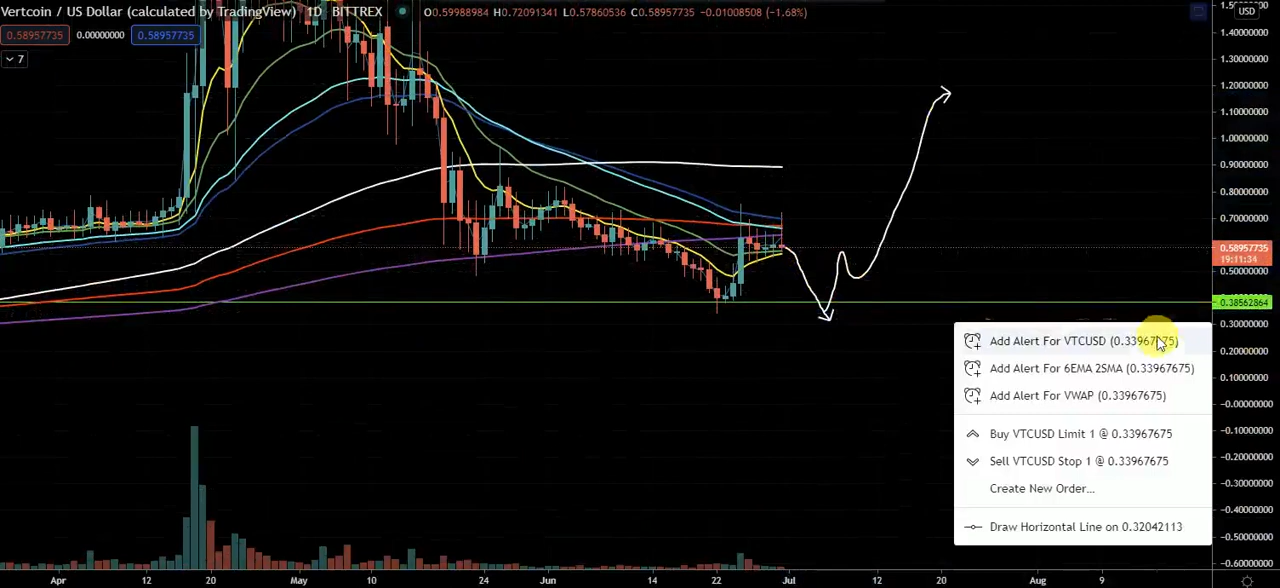 Vertcoin / US Dollar (calculated by TradingView) 1D BITTREX O0.59988984 H0.72091341 L0.57860536 C0.58957735 -0.01008508 (-1.68%)
0.58957735 0.00000000 0.58957735
7
USD
1.40000000
1.30000000
1.20000000
1.10000000
1.00000000
0.90000000
0.80000000
0.70000000
0.58957735
19:11:34
0.50000000
0.38562864
0.30000000
0.20000000
0.10000000
-0.00000000
-0.10000000
-0.20000000
-0.30000000
-0.40000000
-0.50000000
-0.60000000
Add Alert For VTCUSD (0.33967675)
Add Alert For 6EMA 2SMA (0.33967675)
Add Alert For VWAP (0.33967675)
Buy VTCUSD Limit 1 @ 0.33967675
Sell VTCUSD Stop 1 @ 0.33967675
Create New Order...
Draw Horizontal Line on 0.32042113
Apr 12 20 May 10 24 Jun 14 22 Jul 12 20 Aug 9